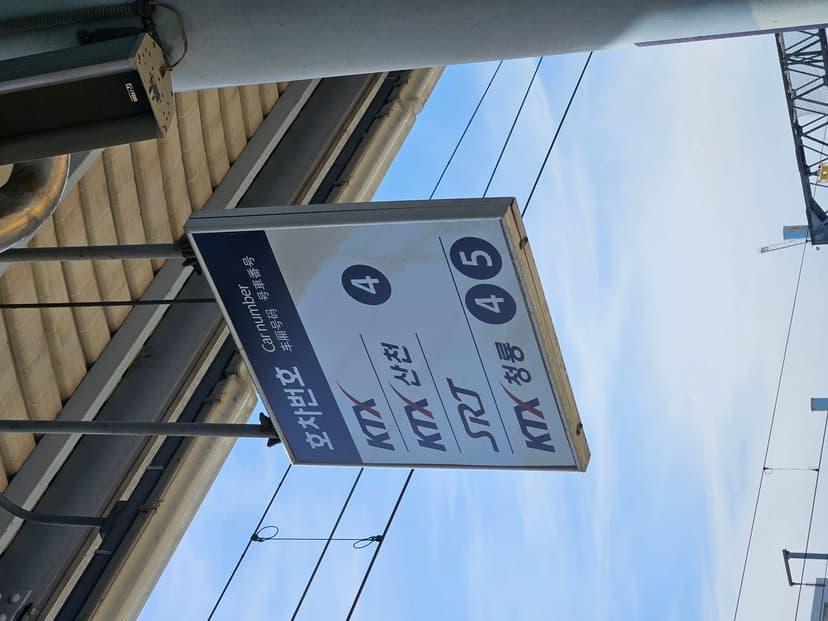 호차번호 Car number
车厢号码 号車番号
KTX
KTX 산천
SRT
4
KTX 청룡 4 5